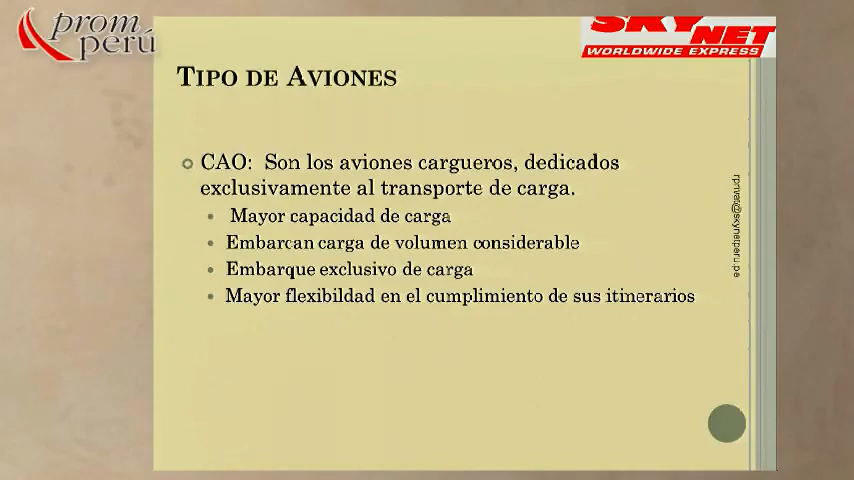 prom
perú
SKY
NET
WORLDWIDE EXPRESS
TIPO DE AVIONES
CAO: Son los aviones cargueros, dedicados
exclusivamente al transporte de carga.
Mayor capacidad de carga
Embarcan carga de volumen considerable
Embarque exclusivo de carga
Mayor flexibildad en el cumplimiento de sus itinerarios
rprivat@skynetperu.pe